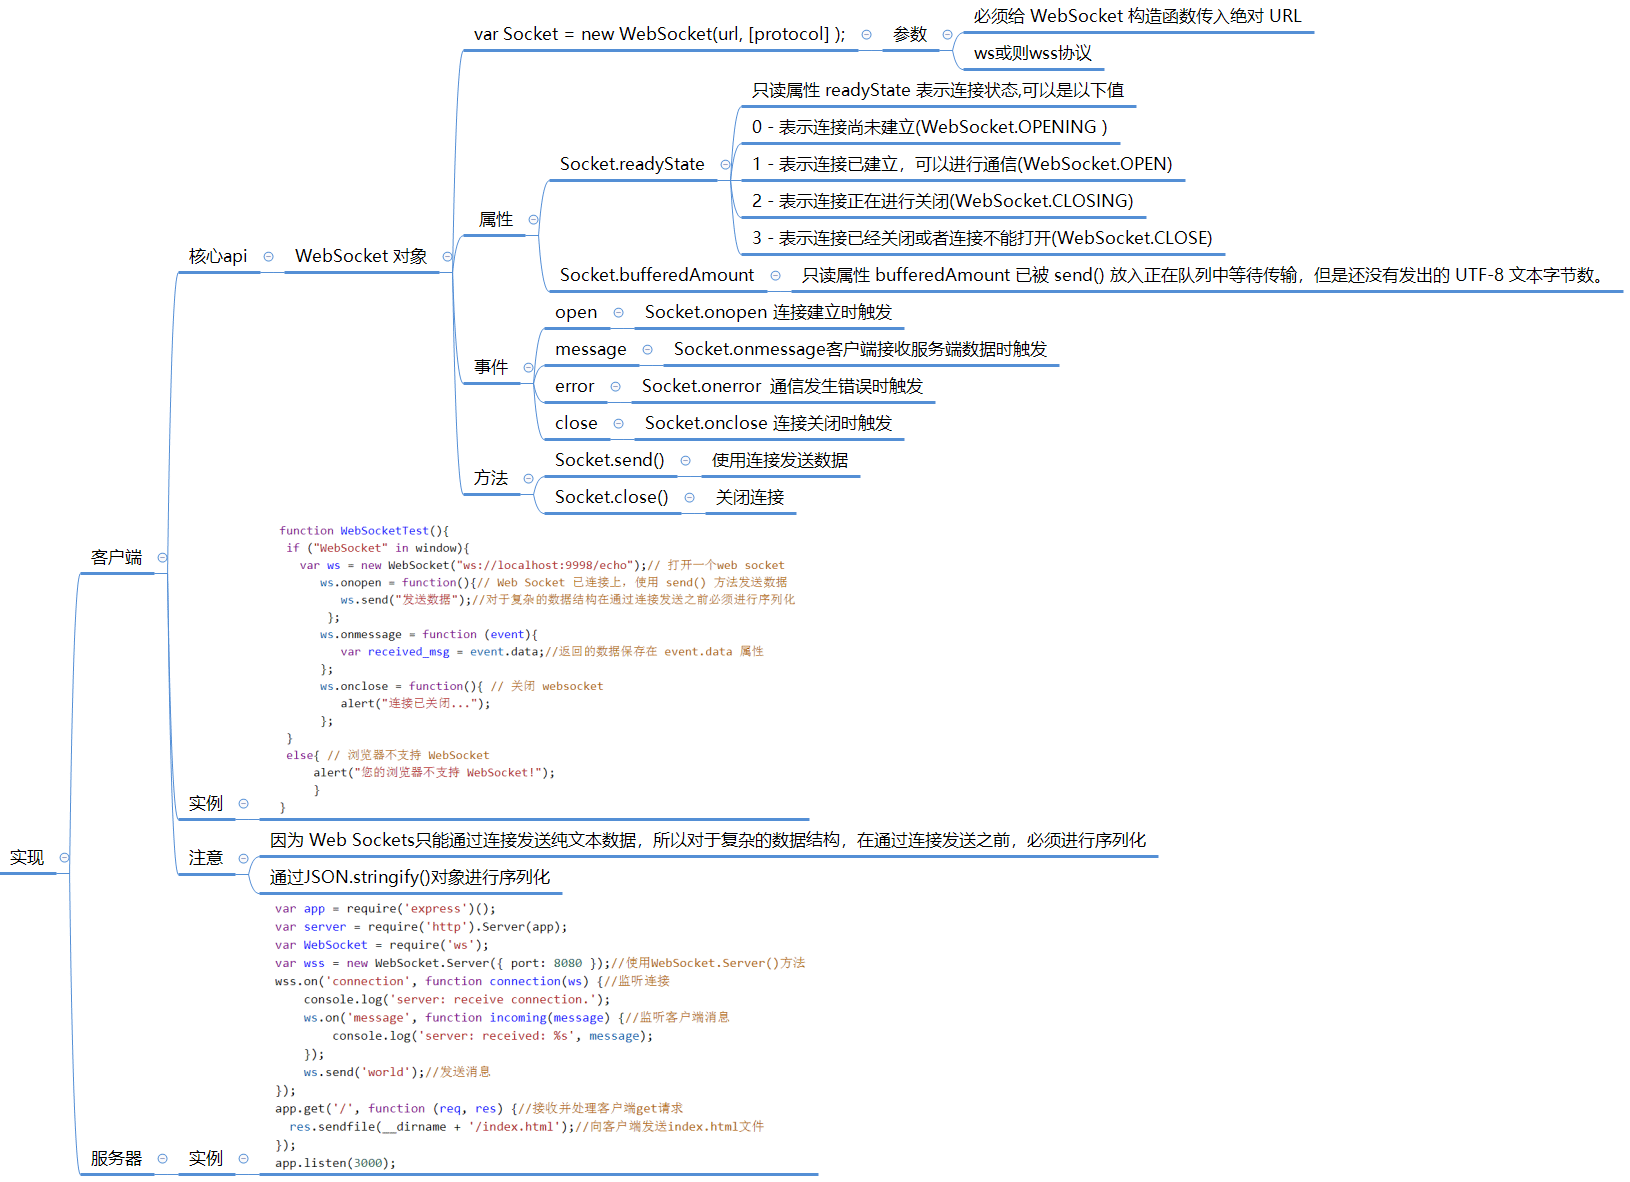 实现
客户端
核心api
WebSocket 对象
var Socket = new WebSocket(url, [protocol] );
参数
必须给 WebSocket 构造函数传入绝对 URL
ws或则wss协议
属性
Socket.readyState
只读属性 readyState 表示连接状态,可以是以下值
0 - 表示连接尚未建立(WebSocket.OPENING )
1 - 表示连接已建立，可以进行通信(WebSocket.OPEN)
2 - 表示连接正在进行关闭(WebSocket.CLOSING)
3 - 表示连接已经关闭或者连接不能打开(WebSocket.CLOSE)
Socket.bufferedAmount
只读属性 bufferedAmount 已被 send() 放入正在队列中等待传输，但是还没有发出的 UTF-8 文本字节数。
事件
open
Socket.onopen 连接建立时触发
message
Socket.onmessage客户端接收服务端数据时触发
error
Socket.onerror 通信发生错误时触发
close
Socket.onclose 连接关闭时触发
方法
Socket.send()
使用连接发送数据
Socket.close()
关闭连接
实例
function WebSocketTest(){
if ("WebSocket" in window){
var ws = new WebSocket("ws://localhost:9998/echo");// 打开一个web socket
ws.onopen = function(){// Web Socket 已连接上，使用 send() 方法发送数据
ws.send("发送数据");//对于复杂的数据结构在通过连接发送之前必须进行序列化
};
ws.onmessage = function (event){
var received_msg = event.data;//返回的数据保存在 event.data 属性
};
ws.onclose = function(){ // 关闭 websocket
alert("连接已关闭...");
};
}
else{ // 浏览器不支持 WebSocket
alert("您的浏览器不支持 WebSocket!");
}
}
注意
因为 Web Sockets只能通过连接发送纯文本数据，所以对于复杂的数据结构，在通过连接发送之前，必须进行序列化
通过JSON.stringify()对象进行序列化
服务器
实例
var app = require('express')();
var server = require('http').Server(app);
var WebSocket = require('ws');
var wss = new WebSocket.Server({ port: 8080 });//使用WebSocket.Server()方法
wss.on('connection', function connection(ws) {//监听连接
console.log('server: receive connection.');
ws.on('message', function incoming(message) {//监听客户端消息
console.log('server: received: %s', message);
});
ws.send('world');//发送消息
});
app.get('/', function (req, res) {//接收并处理客户端get请求
res.sendfile(__dirname + '/index.html');//向客户端发送index.html文件
});
app.listen(3000);